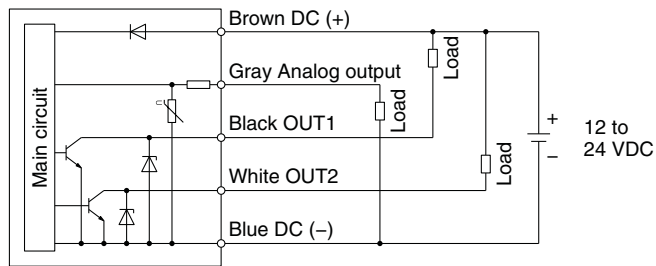 Brown DC (+)
Gray Analog output
Black OUT1
White OUT2
Blue DC (−)
Main circuit
Load
Load
Load
+
−
12 to
24 VDC